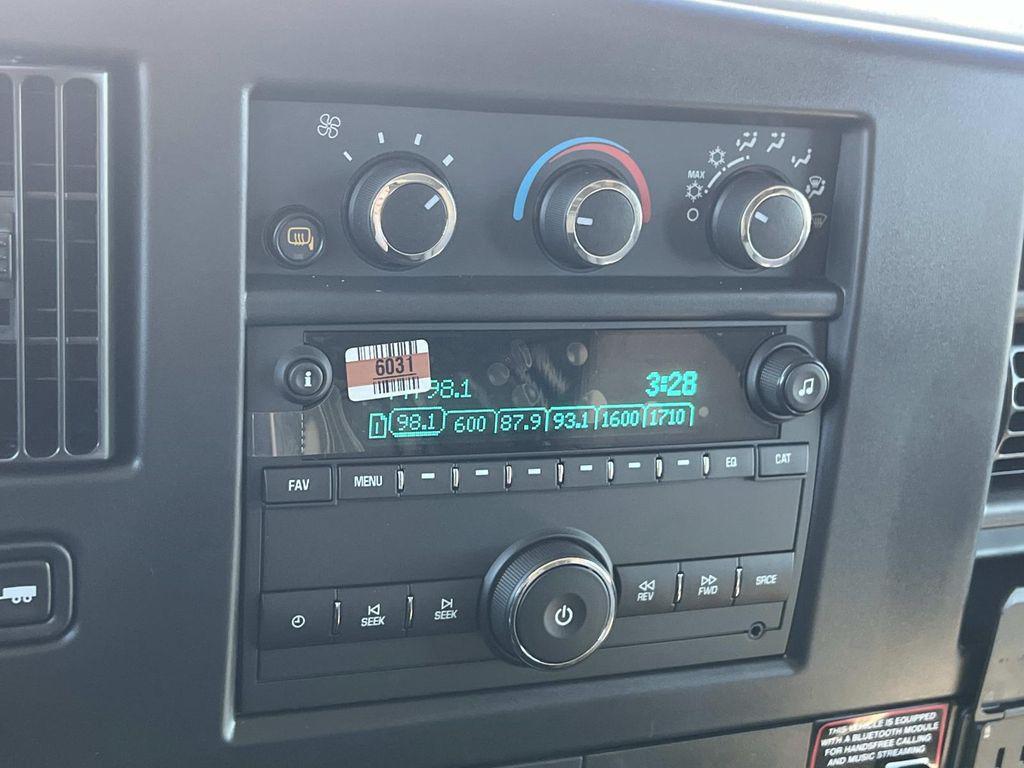 MAX
6031
98.1
3:28
1 98.1 600 87.9 93.1 1600 1710
FAV
MENU
EQ
CAT
SEEK
SEEK
REV
FWD
SRCE
THIS VEHICLE IS EQUIPPED
WITH A BLUETOOTH MODULE
FOR HANDSFREE CALLING
AND MUSIC STREAMING